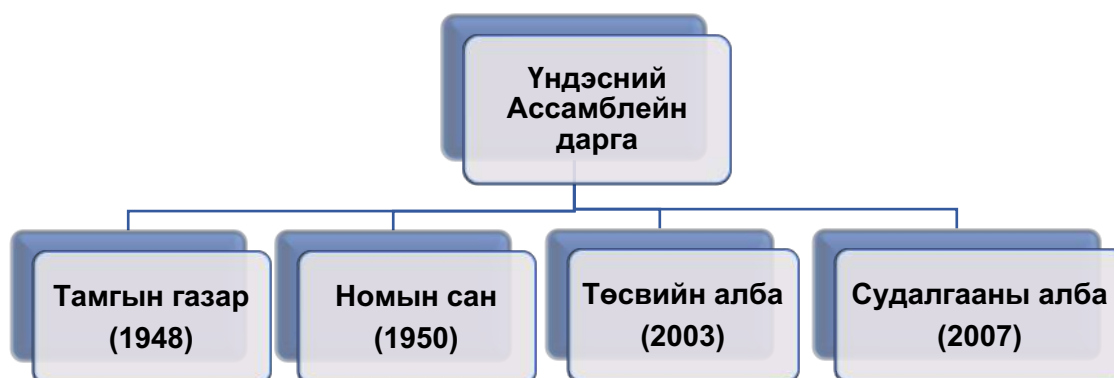 Үндэсний
Ассамблейн
дарга
Тамгын газар
(1948)
Номын сан
(1950)
Төсвийн алба
(2003)
Судалгааны алба
(2007)